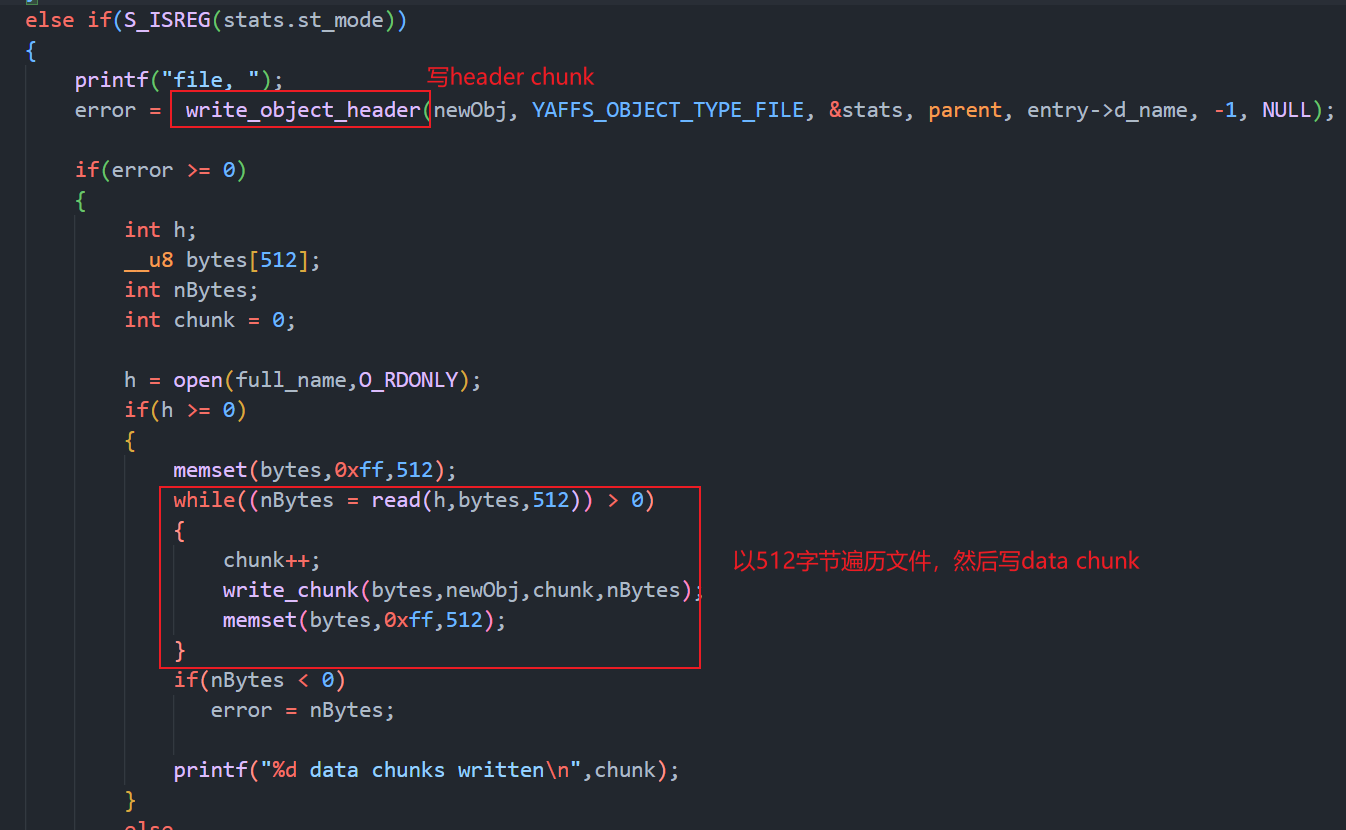 else if(S_ISREG(stats.st_mode))
{
printf("file, ");
写header chunk
error =  write_object_header(newObj, YAFFS_OBJECT_TYPE_FILE, &stats, parent, entry->d_name, -1, NULL);
if(error >= 0)
{
int h;
__u8 bytes[512];
int nBytes;
int chunk = 0;
h = open(full_name,O_RDONLY);
if(h >= 0)
{
memset(bytes,0xff,512);
while((nBytes = read(h,bytes,512)) > 0)
{
chunk++;
以512字节遍历文件，然后写data chunk
write_chunk(bytes,newObj,chunk,nBytes);
memset(bytes,0xff,512);
}
if(nBytes < 0)
error = nBytes;
printf("%d data chunks written\n",chunk);
}
else